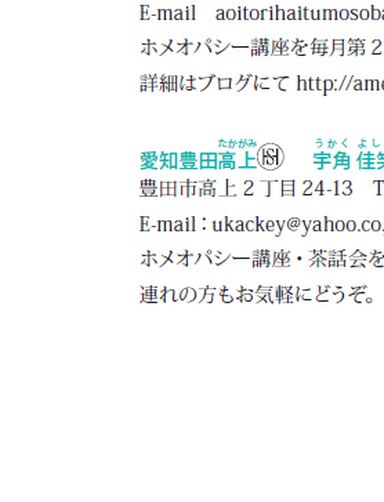 E-mail　aoitorihaitumosoba
ホメオパシー講座を毎月第 2
詳細はブログにて http://ame
たかがみ うかく よし
愛知豊田高上 HS 宇角 佳笑
豊田市高上 2 丁目 24-13　T
E-mail：ukackey@yahoo.co,
ホメオパシー講座・茶話会を
連れの方もお気軽にどうぞ。